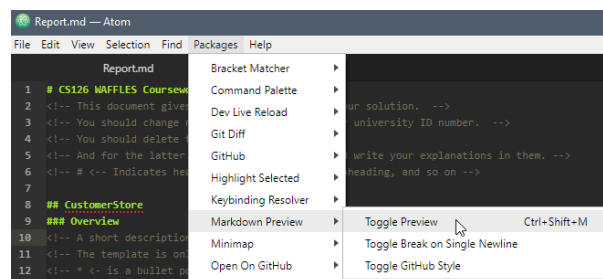 Report.md — Atom
File Edit View Selection Find Packages Help
Report.md
1 # CS126 WAFFLES Coursew
2 <!-- This document gives ur solution. -->
3 <!-- You should change university ID number. -->
4 <!-- You should delete
5 <!-- And for the latter write your explanations in them. -->
6 <!-- # <-- Indicates hea heading, and so on -->
7
8 ## CustomerStore
9 ### Overview
10 <!-- A short description
11 <!-- The template is onl
12 <!-- * <- is a bullet po
Bracket Matcher
Command Palette
Dev Live Reload
Git Diff
GitHub
Highlight Selected
Keybinding Resolver
Markdown Preview
Minimap
Open On GitHub
Toggle Preview Ctrl+Shift+M
Toggle Break on Single Newline
Toggle GitHub Style